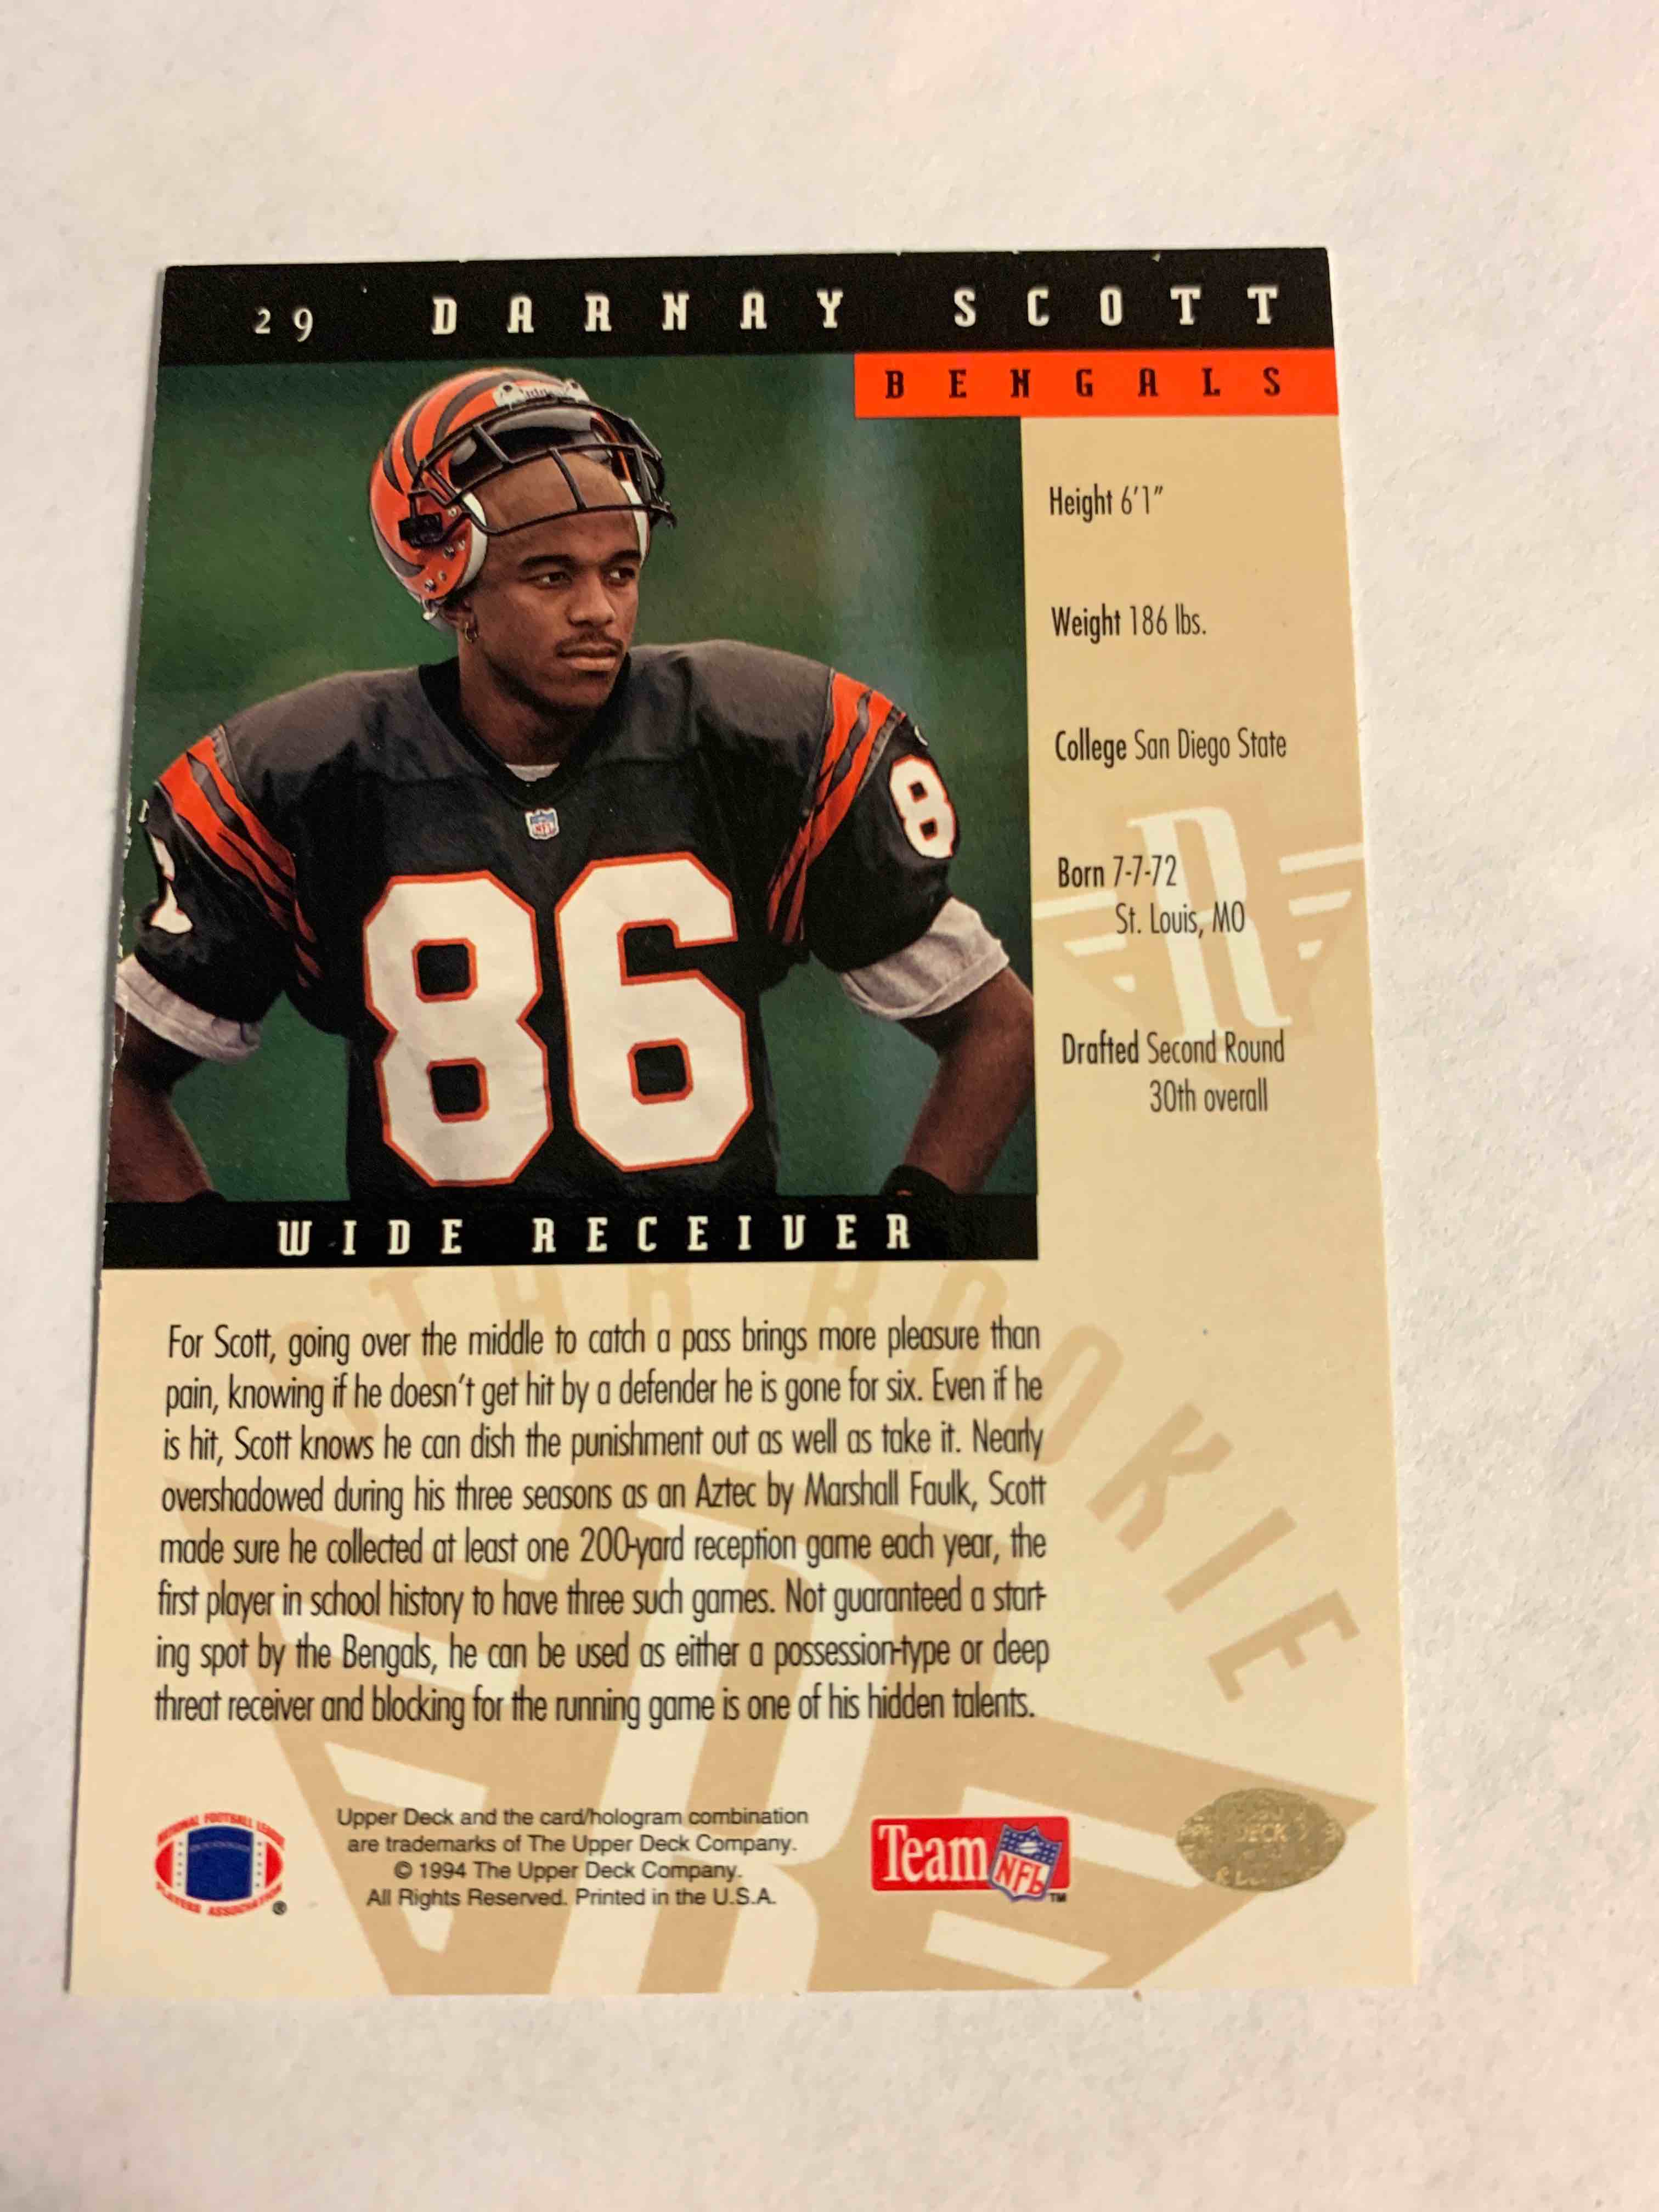 29 DARNAY SCOTT
BENGALS
Height 6'1"
Weight 186 lbs.
College San Diego State
Born 7-7-72
St. Louis, MO
Drafted Second Round
30th overall
NFL
8
86
WIDE RECEIVER
STAR ROOKIE
For Scott, going over the middle to catch a pass brings more pleasure than
pain, knowing if he doesn't get hit by a defender he is gone for six. Even if he
is hit, Scott knows he can dish the punishment out as well as take it. Nearly
overshadowed during his three seasons as an Aztec by Marshall Faulk, Scott
made sure he collected at least one 200-yard reception game each year, the
first player in school history to have three such games. Not guaranteed a start-
ing spot by the Bengals, he can be used as either a possession-type or deep
threat receiver and blocking for the running game is one of his hidden talents.
NATIONAL FOOTBALL LEAGUE
PLAYERS ASSOCIATION ®
Upper Deck and the card/hologram combination
are trademarks of The Upper Deck Company.
© 1994 The Upper Deck Company.
All Rights Reserved. Printed in the U.S.A.
Team NFL ™
DECK